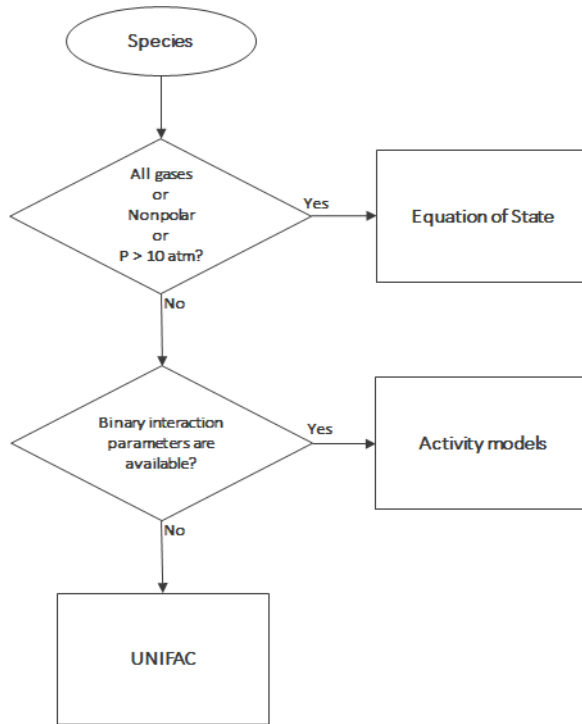 Species
All gases
or
Nonpolar
or
P > 10 atm?
Yes
Equation of State
No
Binary interaction
parameters are
available?
Yes
Activity models
No
UNIFAC